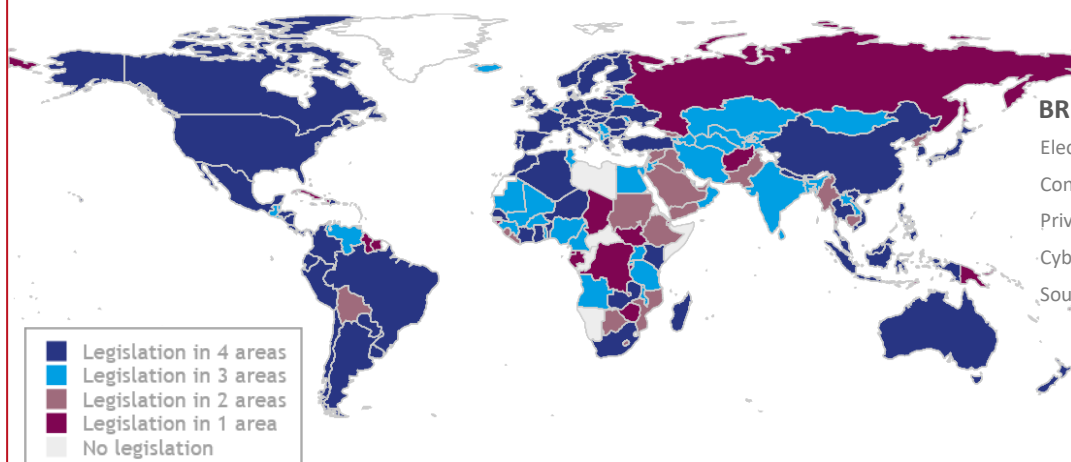 BR
Elec
Con
Priv
Cyb
Sou
Legislation in 4 areas
Legislation in 3 areas
Legislation in 2 areas
Legislation in 1 area
No legislation